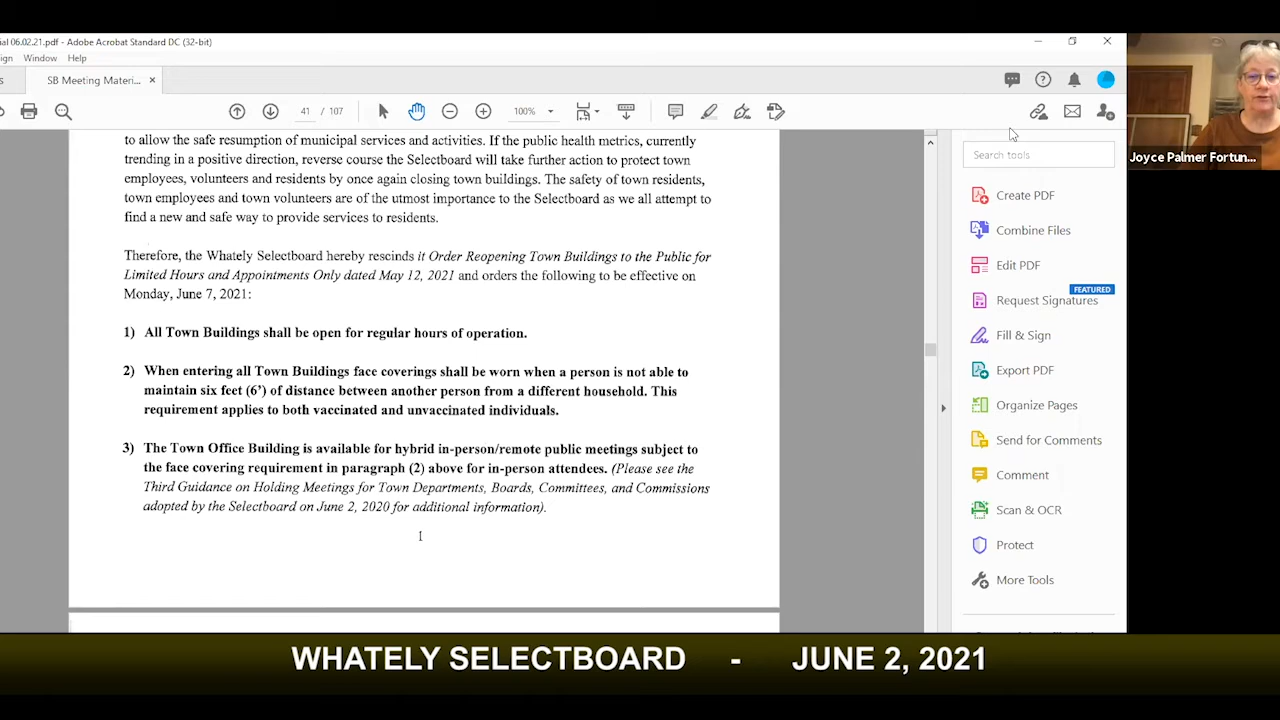 ial 06.02.21.pdf - Adobe Acrobat Standard DC (32-bit)
ign Window Help
s SB Meeting Materi... ×
41 / 107 100%
Joyce Palmer Fortun...
to allow the safe resumption of municipal services and activities. If the public health metrics, currently
trending in a positive direction, reverse course the Selectboard will take further action to protect town
employees, volunteers and residents by once again closing town buildings. The safety of town residents,
town employees and town volunteers are of the utmost importance to the Selectboard as we all attempt to
find a new and safe way to provide services to residents.
Therefore, the Whately Selectboard hereby rescinds it Order Reopening Town Buildings to the Public for
Limited Hours and Appointments Only dated May 12, 2021 and orders the following to be effective on
Monday, June 7, 2021:
1) All Town Buildings shall be open for regular hours of operation.
2) When entering all Town Buildings face coverings shall be worn when a person is not able to
maintain six feet (6') of distance between another person from a different household. This
requirement applies to both vaccinated and unvaccinated individuals.
3) The Town Office Building is available for hybrid in-person/remote public meetings subject to
the face covering requirement in paragraph (2) above for in-person attendees. (Please see the
Third Guidance on Holding Meetings for Town Departments, Boards, Committees, and Commissions
adopted by the Selectboard on June 2, 2020 for additional information).
1
Search tools
Create PDF
Combine Files
Edit PDF
FEATURED
Request Signatures
Fill & Sign
Export PDF
Organize Pages
Send for Comments
Comment
Scan & OCR
Protect
More Tools
WHATELY SELECTBOARD - JUNE 2, 2021